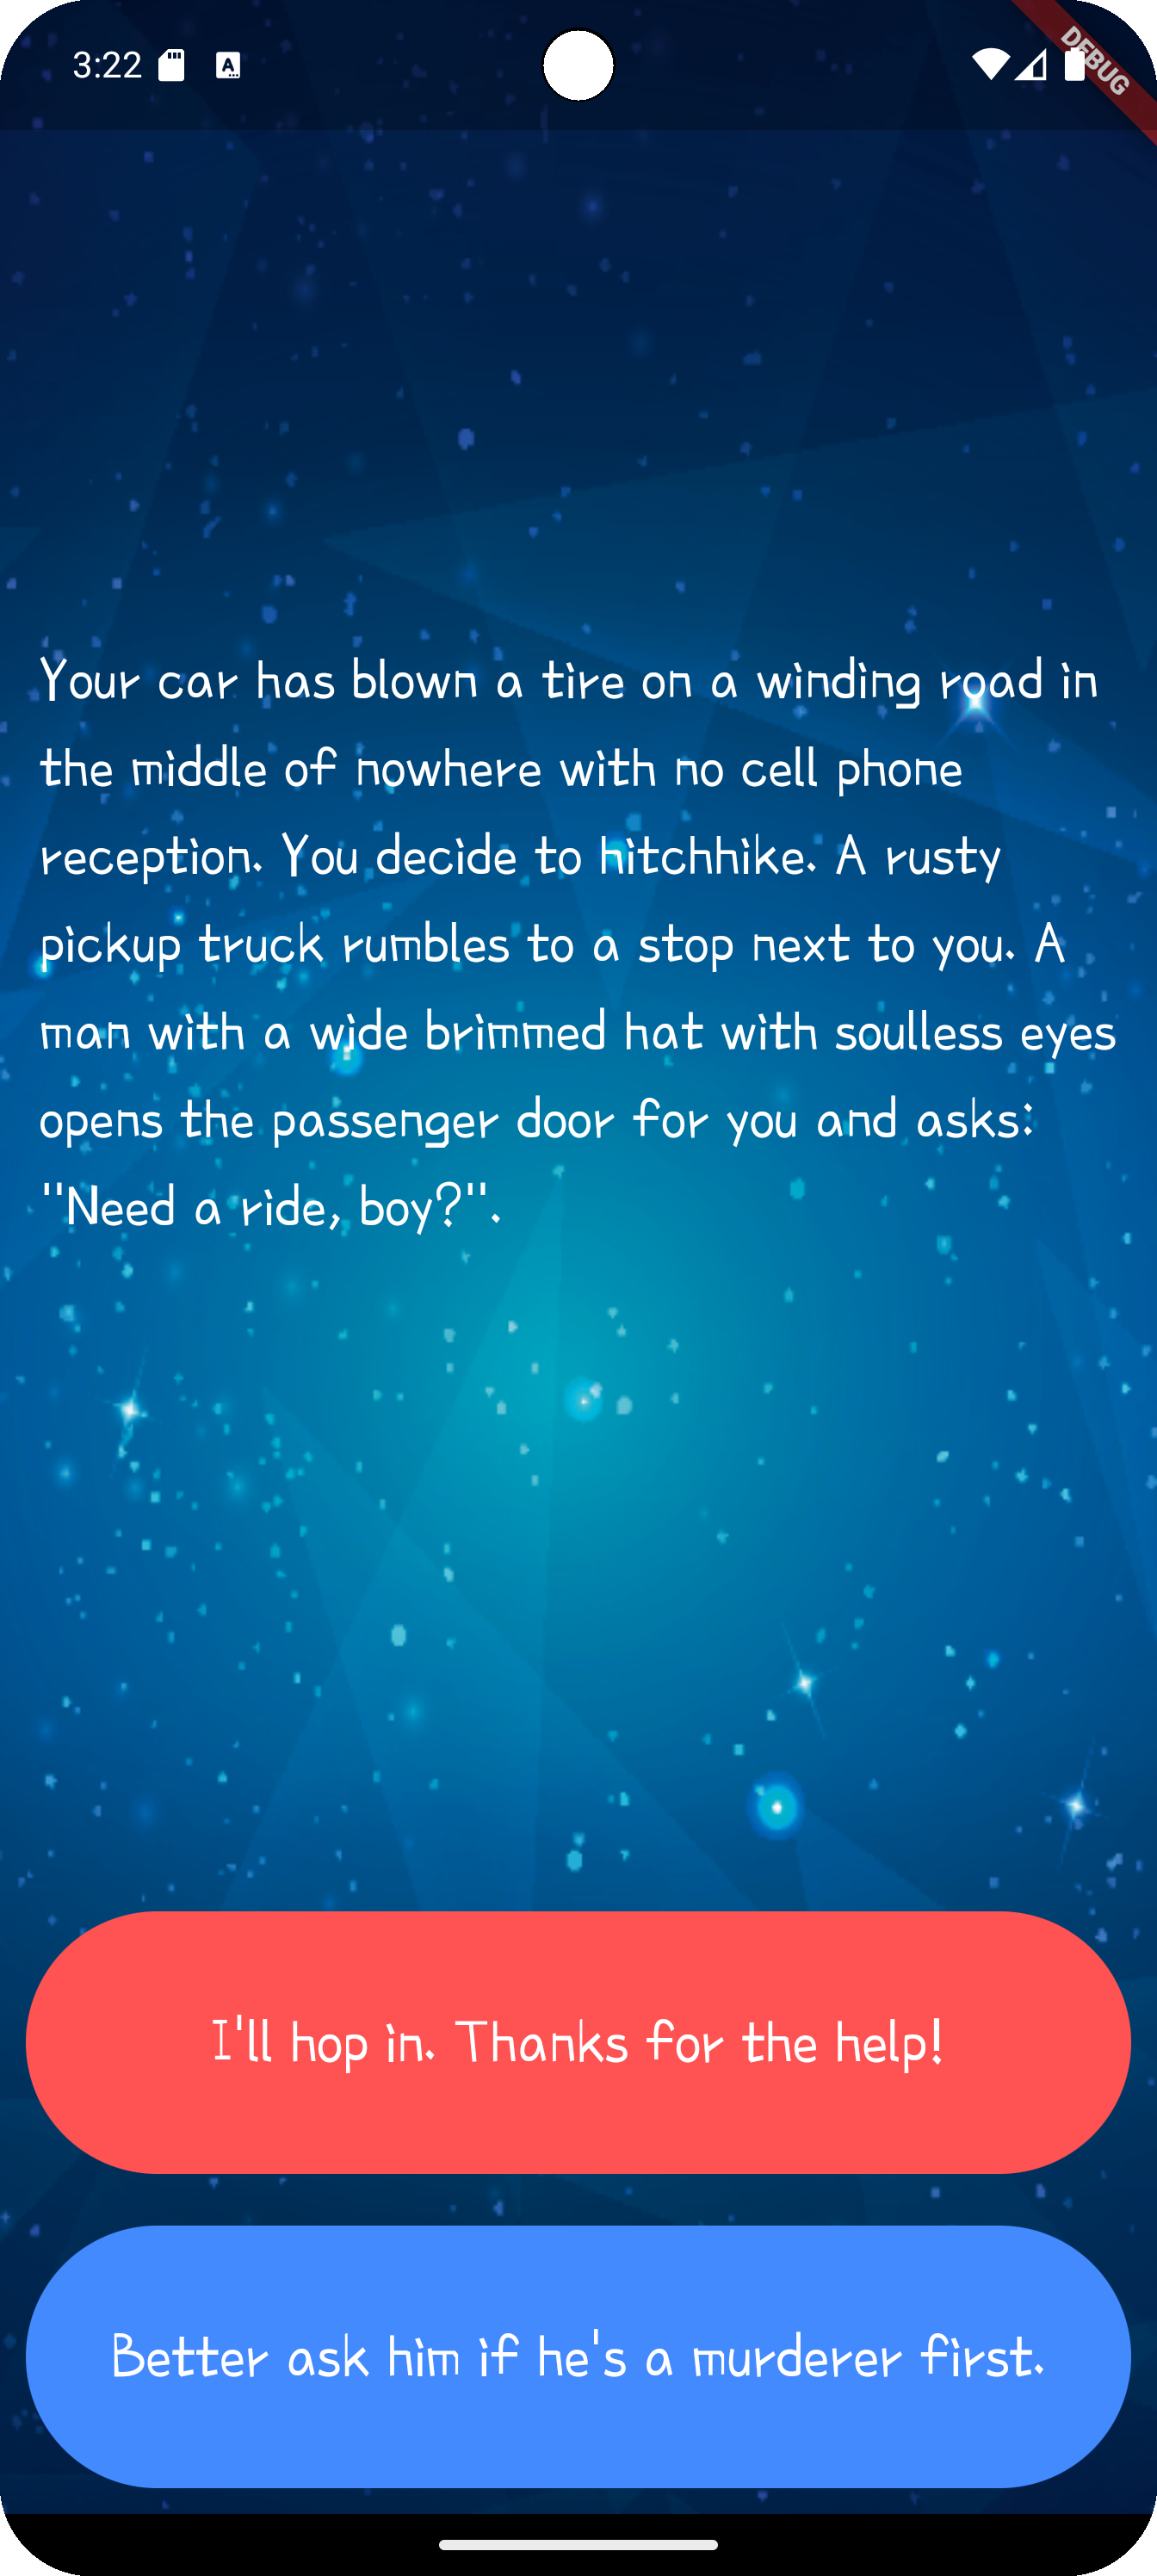 3:22
DEBUG
Your car has blown a tire on a winding road in
the middle of nowhere with no cell phone
reception. You decide to hitchhike. A rusty
pickup truck rumbles to a stop next to you. A
man with a wide brimmed hat with soulless eyes
opens the passenger door for you and asks:
"Need a ride, boy?".
I'll hop in. Thanks for the help!
Better ask him if he's a murderer first.